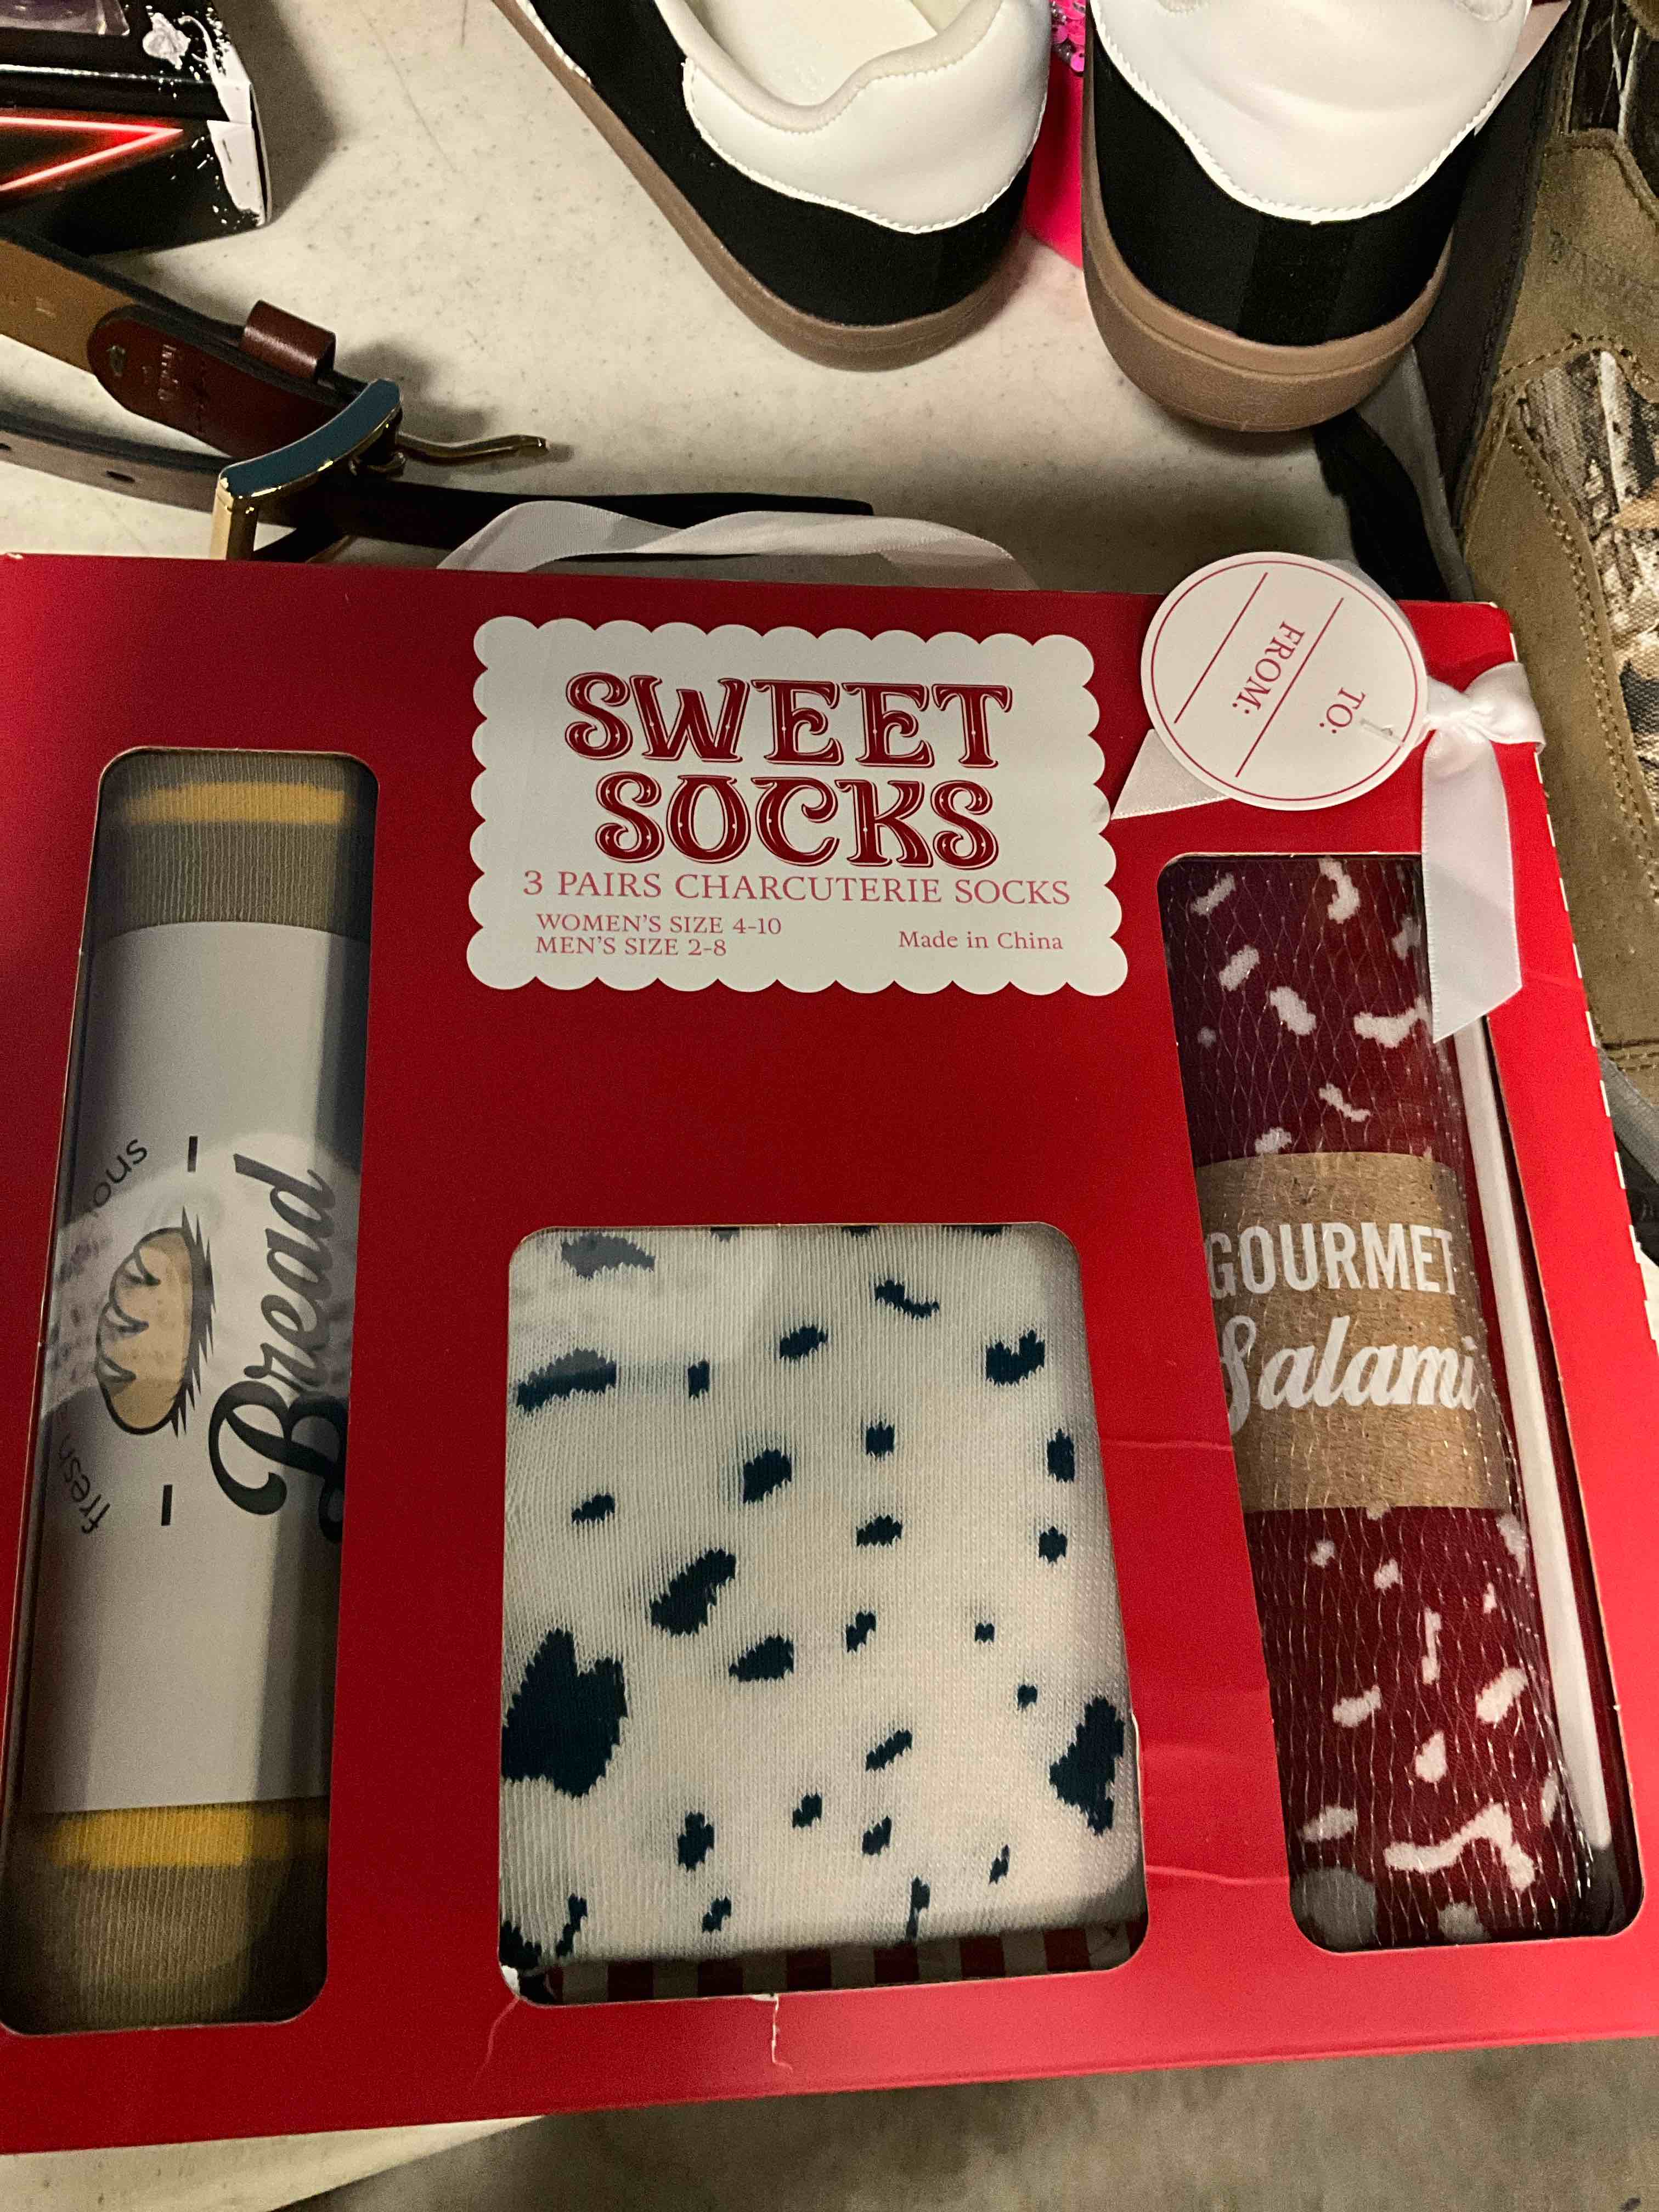 SWEET
SOCKS
3 PAIRS CHARCUTERIE SOCKS
WOMEN'S SIZE 4-10
MEN'S SIZE 2-8
Made in China
TO:
FROM:
fresh
Bread
GOURMET
Salami